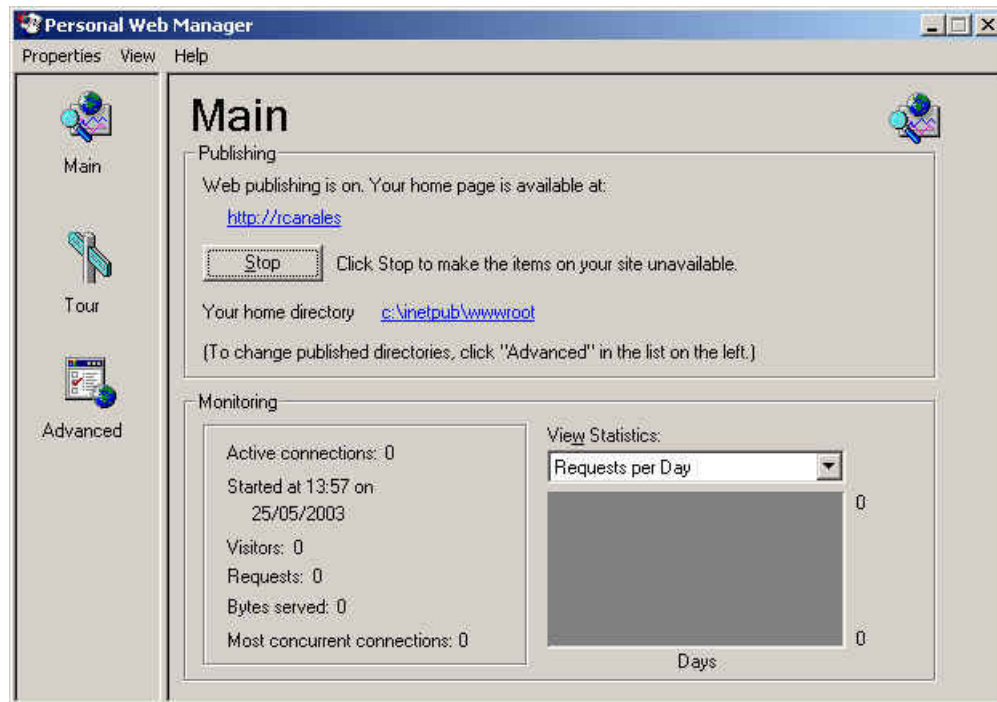 Personal Web Manager
Properties View Help
Main
Tour
Advanced
Main
Publishing
Web publishing is on. Your home page is available at:
http://rcanales
Stop Click Stop to make the items on your site unavailable.
Your home directory c:\inetpub\wwwroot
(To change published directories, click "Advanced" in the list on the left.)
Monitoring
Active connections: 0
Started at 13:57 on
25/05/2003
Visitors: 0
Requests: 0
Bytes served: 0
Most concurrent connections: 0
View Statistics:
Requests per Day
0
0
Days